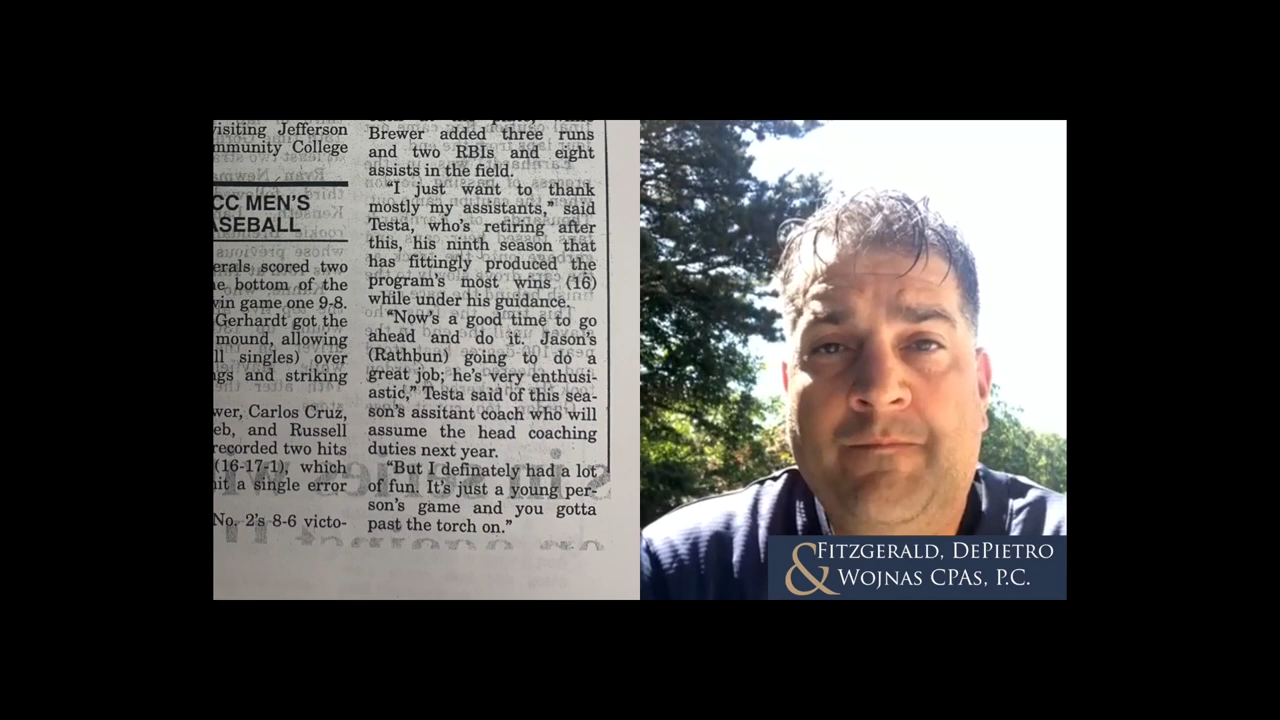 visiting Jefferson
mmunity College
CC MEN'S
ASEBALL
erals scored two
e bottom of the
win game one 9-8.
Gerhardt got the
mound, allowing
ll singles) over
gs and striking
wer, Carlos Cruz,
eb, and Russell
recorded two hits
(16-17-1), which
it a single error
No. 2's 8-6 victo-
Brewer added three runs
and two RBIs and eight
assists in the field.
"I just want to thank
mostly my assistants," said
Testa, who's retiring after
this, his ninth season that
has fittingly produced the
program's most wins (16)
while under his guidance.
"Now's a good time to go
ahead and do it. Jason's
(Rathbun) going to do a
great job; he's very enthusi-
astic," Testa said of this sea-
son's assitant coach who will
assume the head coaching
duties next year.
"But I definately had a lot
of fun. It's just a young per-
son's game and you gotta
past the torch on."
FITZGERALD, DEPIETRO
& WOJNAS CPAS, P.C.